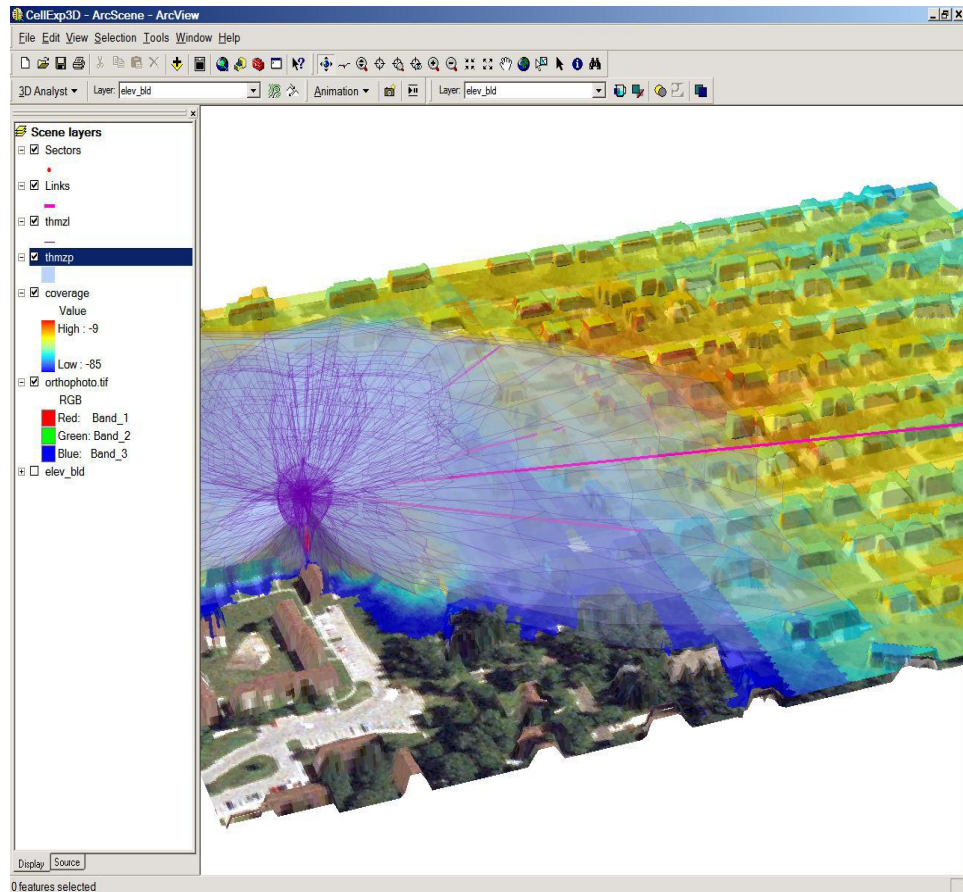 CellExp3D - ArcScene - ArcView
File Edit View Selection Tools Window Help
3D Analyst Layer: elev_bld Animation Layer: elev_bld
Scene layers
Sectors
Links
thmzl
thmzp
coverage
Value
High : -9
Low : -85
orthophoto.tif
RGB
Red: Band_1
Green: Band_2
Blue: Band_3
elev_bld
Display Source
0 features selected